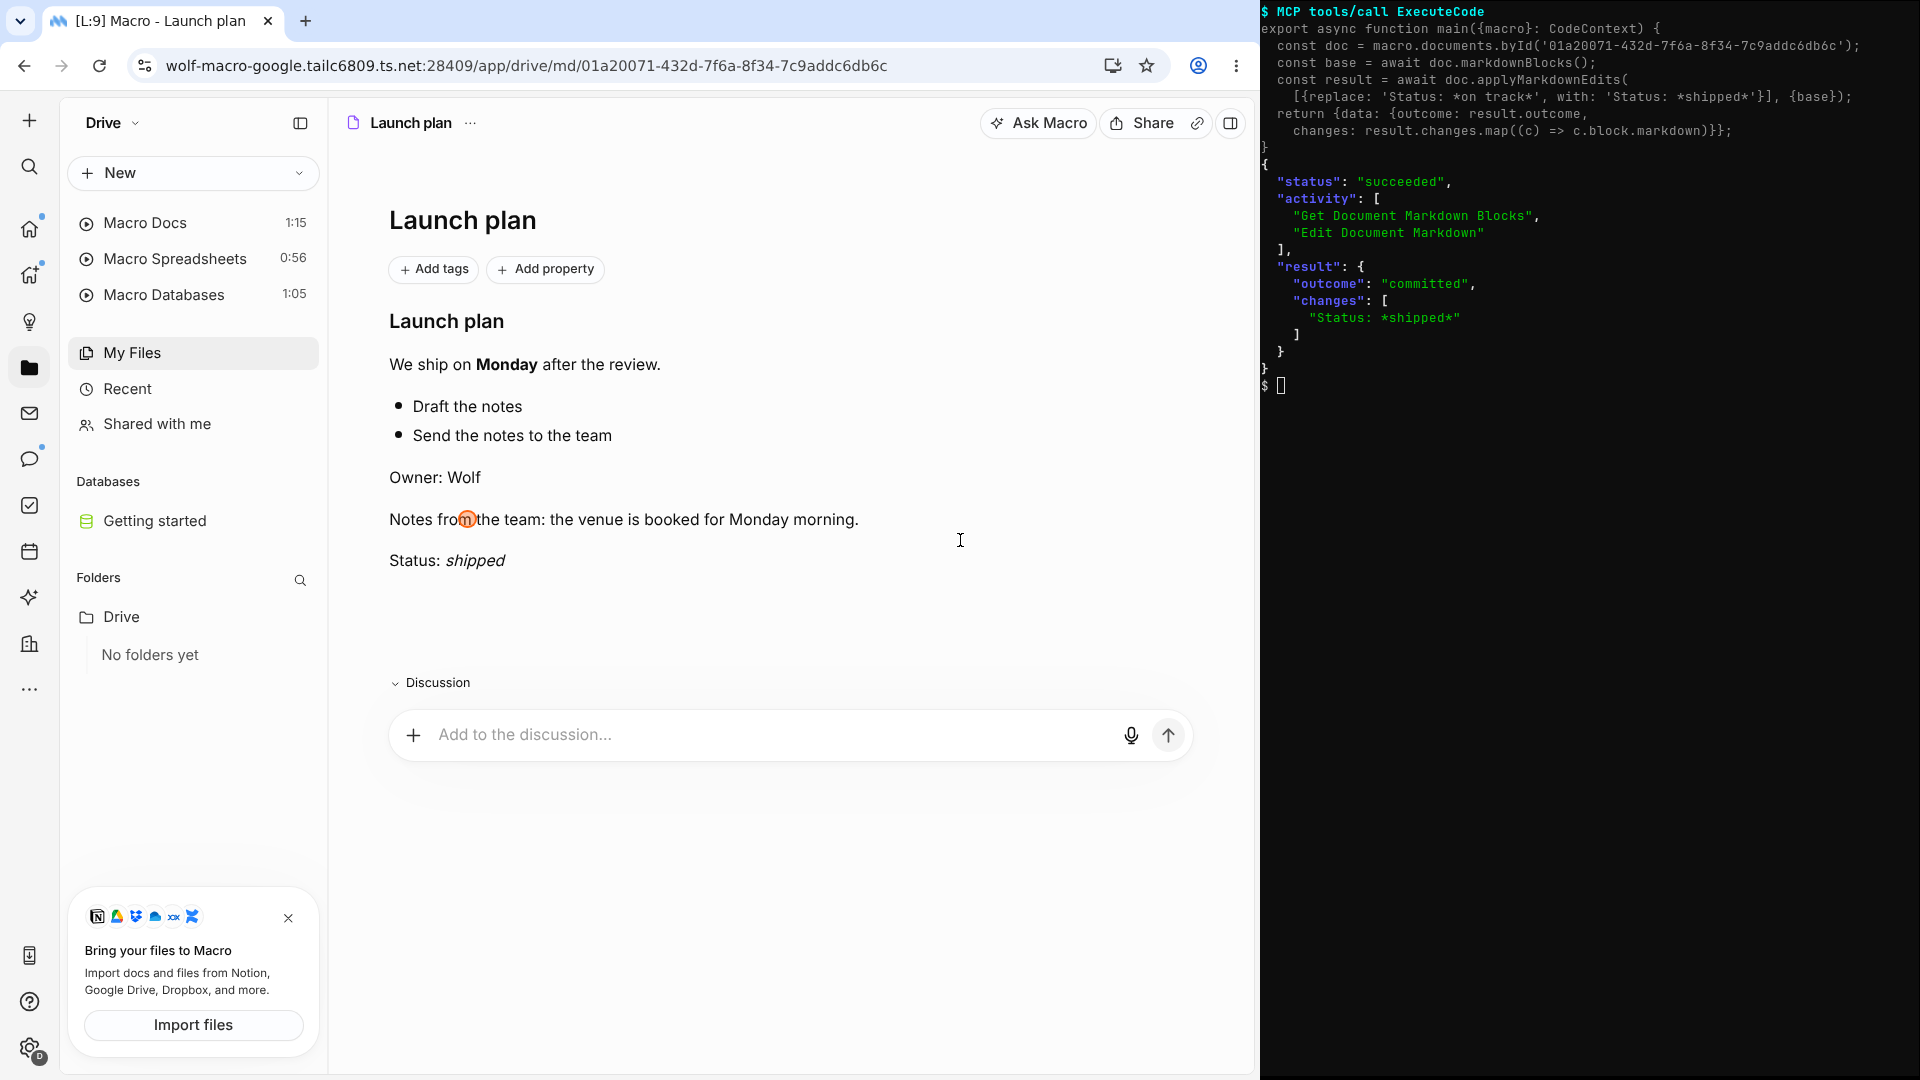 [L:9] Macro - Launch plan
wolf-macro-google.tailc6809.ts.net:28409/app/drive/md/01a20071-432d-7f6a-8f34-7c9addc6db6c
Drive
New
Macro Docs 1:15
Macro Spreadsheets 0:56
Macro Databases 1:05
My Files
Recent
Shared with me
Databases
Getting started
Folders
Drive
No folders yet
Bring your files to Macro
Import docs and files from Notion,
Google Drive, Dropbox, and more.
Import files
D
Launch plan ...
Ask Macro
Share
Launch plan
Add tags
Add property
Launch plan
We ship on Monday after the review.
Draft the notes
Send the notes to the team
Owner: Wolf
Notes from the team: the venue is booked for Monday morning.
Status: shipped
Discussion
Add to the discussion...
$ MCP tools/call ExecuteCode
export async function main({macro}: CodeContext) {
  const doc = macro.documents.byId('01a20071-432d-7f6a-8f34-7c9addc6db6c');
  const base = await doc.markdownBlocks();
  const result = await doc.applyMarkdownEdits(
    [{replace: 'Status: *on track*', with: 'Status: *shipped*'}], {base});
  return {data: {outcome: result.outcome,
    changes: result.changes.map((c) => c.block.markdown)}};
}
{
  "status": "succeeded",
  "activity": [
    "Get Document Markdown Blocks",
    "Edit Document Markdown"
  ],
  "result": {
    "outcome": "committed",
    "changes": [
      "Status: *shipped*"
    ]
  }
}
$